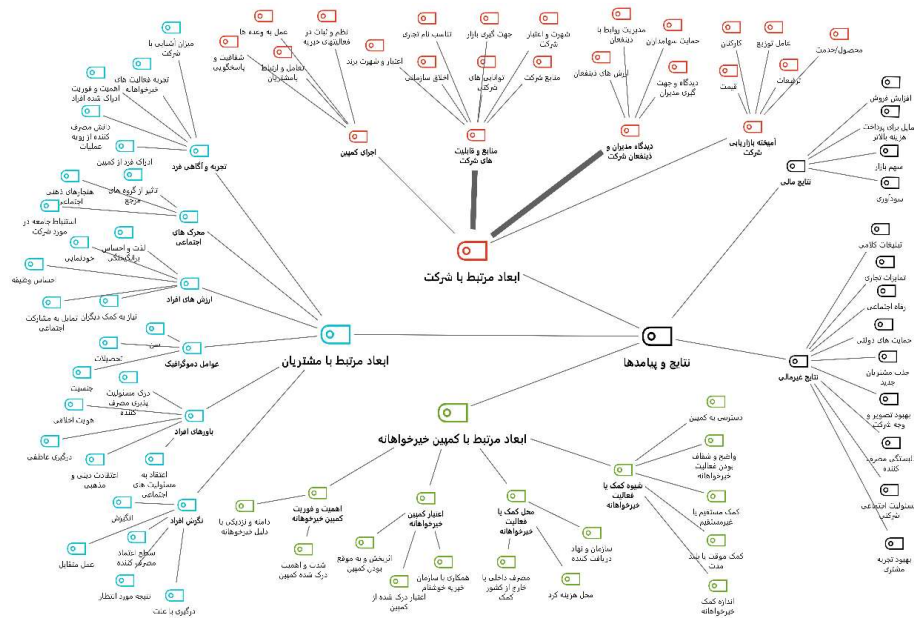 محصول/خدمت
عامل توزیع
کارکنان
ترفیعات
قیمت
آمیخته بازاریابی
شرکت
مدیریت روابط با
ذینفعان
حمایت سهامداران
ارزش های ذینفعان
دیدگاه و جهت
گیری مدیران
دیدگاه مدیران و
ذینفعان شرکت
شهرت و اعتبار
شرکت
جهت گیری بازار
تناسب نام تجاری
منابع شرکت
توانایی های
شرکتی
اخلاق سازمانی
منابع و قابلیت
های شرکت
نظم و ثبات در
فعالیتهای خیریه
عمل به وعده ها
اعتبار و شهرت برند
تعامل و ارتباط
بامشتریان
شفافیت و
پاسخگویی
اجرای کمپین
ابعاد مرتبط با شرکت
میزان آشنایی با
شرکت
تجربه فعالیت های
خیرخواهانه
اهمیت و فوریت
ادراک شده افراد
دانش مصرف
کننده از رویه
عملیات
ادراک فرد از کمپین
تجربه و آگاهی فرد
تاثیر از گروه های
مرجع
هنجارهای ذهنی
اجتماعی
استنباط جامعه در
مورد شرکت
محرک های
اجتماعی
لذت و احساس
برانگیختگی
خودنمایی
حساس وظیفه
نیاز به کمک دیگران
تمایل به مشارکت
اجتماعی
ارزش های افراد
سن
تحصیلات
جنسیت
عوامل دموگرافیک
درک مسئولیت
پذیری مصرف
کننده
هویت اخلاقی
درگیری عاطفی
اعتقادت دینی و
مذهبی
باورهای افراد
اعتقاد به
مسئولیت های
اجتماعی
انگیزش
سطح اعتماد
مصرف کننده
عمل متقابل
نتیجه مورد انتظار
درگیری با علت
نگرش افراد
ابعاد مرتبط با مشتریان
افزایش فروش
تمایل برای پرداخت
هزینه بالاتر
سهم بازار
سودآوری
نتایج مالی
تبلیغات کلامی
تمایزات تجاری
رفاه اجتماعی
حمایت های دولتی
جذب مشتریان
جدید
بهبود تصویر و
وجه شرکت
دلبستگی مصرف
کننده
مسئولیت اجتماعی
شرکتی
بهبود تجربه
مشتری
نتایج غیرمالی
نتایج و پیامدها
ابعاد مرتبط با کمپین خیرخواهانه
دسترسی به کمپین
واضح و شفاف
بودن فعالیت
خیرخواهانه
کمک مستقیم یا
غیرمستقیم
کمک موقت یا بلند
مدت
اندازه کمک
خیرخواهانه
شیوه کمک یا
فعالیت
خیرخواهانه
سازمان و نهاد
دریافت کننده
محل هزینه کرد
مصرف داخلی یا
خارج از کشور
کمک
محل کمک یا
فعالیت
خیرخواهانه
همکاری با سازمان
خیریه خوشنام
اعتبار درک شده از
کمپین
اثربخش و به موقع
بودن کمپین
اعتبار کمپین
خیرخواهانه
شدت و اهمیت
درک شده کمپین
دامنه و نزدیکی با
دلیل خیرخواهانه
اهمیت و فوریت
کمپین خیرخواهانه